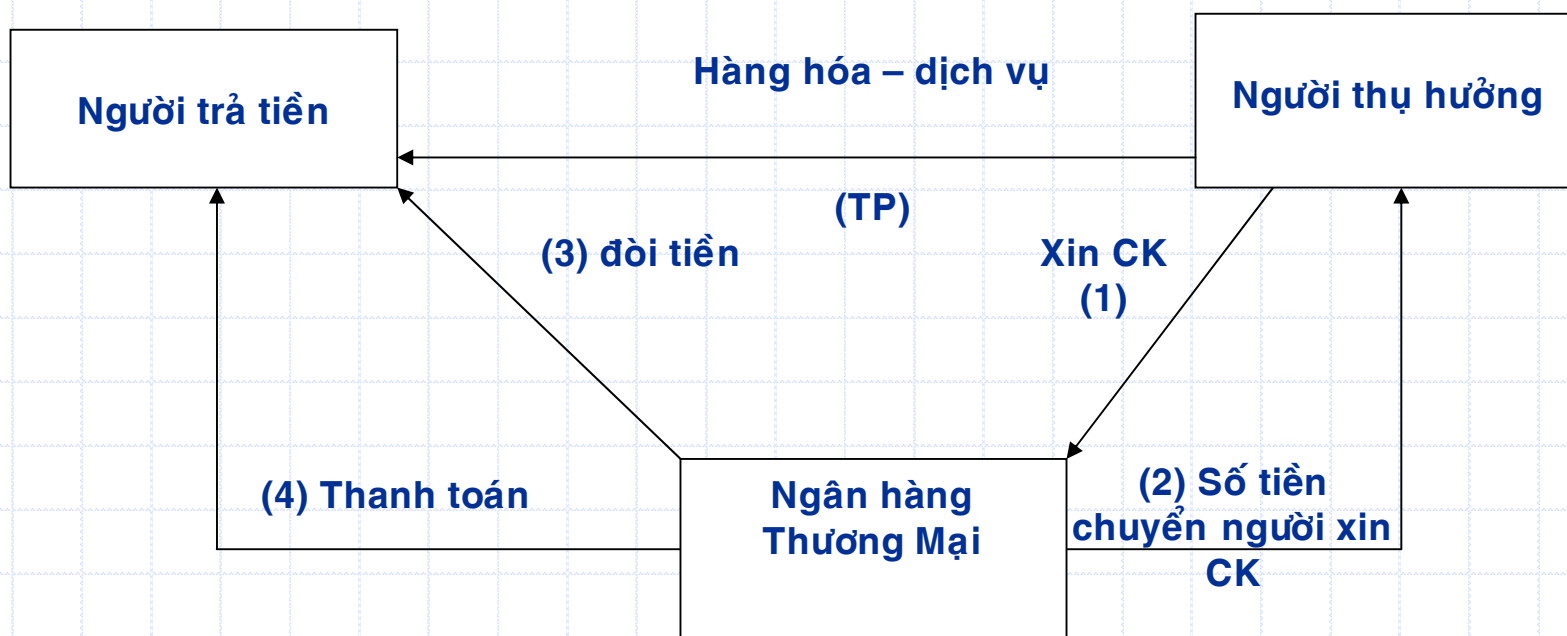 Người trả tiền
Hàng hóa – dịch vụ
Người thụ hưởng
(TP)
(3) đòi tiền
Xin CK
(1)
(4) Thanh toán
Ngân hàng
Thương Mại
(2) Số tiền
chuyển người xin
CK